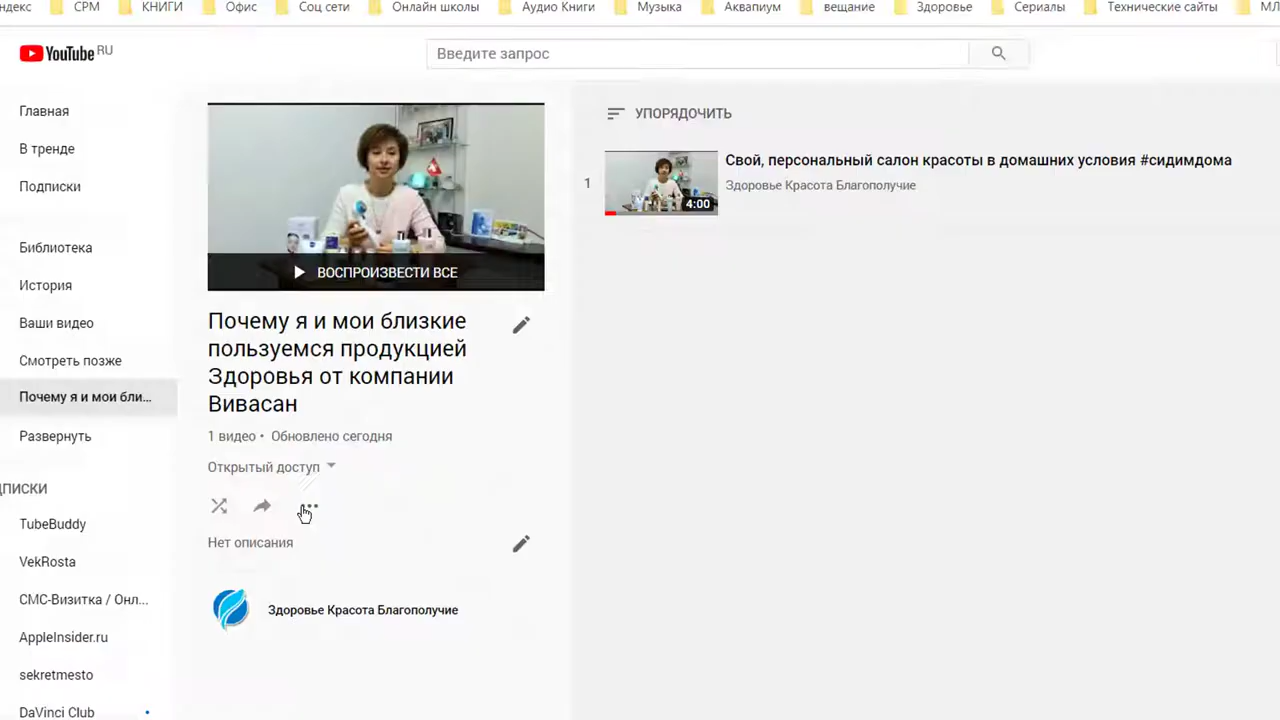 ндекс
СРМ
КНИГИ
Офис
Соц сети
Онлайн школы
Аудио Книги
Музыка
Аквапиум
вещание
Здоровье
Сериалы
Технические сайты
МЛ
YouTube RU
Введите запрос
Главная
В тренде
Подписки
Библиотека
История
Ваши видео
Смотреть позже
Почему я и мои бли...
Развернуть
ДПИСКИ
TubeBuddy
VekRosta
СМС-Визитка / Онл...
AppleInsider.ru
sekretmesto
DaVinci Club
ВОСПРОИЗВЕСТИ ВСЕ
Почему я и мои близкие
пользуемся продукцией
Здоровья от компании
Вивасан
1 видео • Обновлено сегодня
Открытый доступ
Нет описания
Здоровье Красота Благополучие
УПОРЯДОЧИТЬ
1
4:00
Свой, персональный салон красоты в домашних условия #сидимдома
Здоровье Красота Благополучие